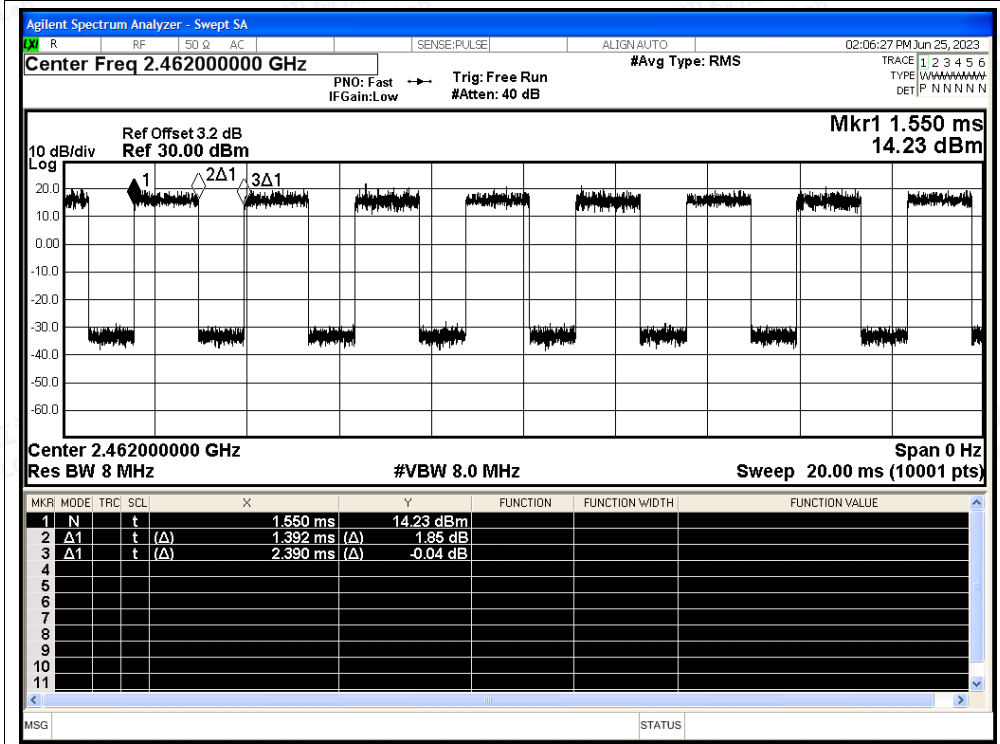 Agilent Spectrum Analyzer - Swept SA
LXI R RF 50 Ω AC SENSE:PULSE ALIGN AUTO 02:06:27 PM Jun 25, 2023
Center Freq 2.462000000 GHz #Avg Type: RMS TRACE 1 2 3 4 5 6
PNO: Fast Trig: Free Run TYPE
IFGain:Low #Atten: 40 dB DET P N N N N N
Mkr1 1.550 ms
Ref Offset 3.2 dB
10 dB/div Ref 30.00 dBm 14.23 dBm
Log
1 2Δ1 3Δ1
20.0
10.0
0.00
-10.0
-20.0
-30.0
-40.0
-50.0
-60.0
Center 2.462000000 GHz Span 0 Hz
Res BW 8 MHz #VBW 8.0 MHz Sweep 20.00 ms (10001 pts)
MKR MODE TRC SCL X Y FUNCTION FUNCTION WIDTH FUNCTION VALUE
1 N t 1.550 ms 14.23 dBm
2 Δ1 t (Δ) 1.392 ms (Δ) 1.85 dB
3 Δ1 t (Δ) 2.390 ms (Δ) -0.04 dB
4
5
6
7
8
9
10
11
MSG STATUS